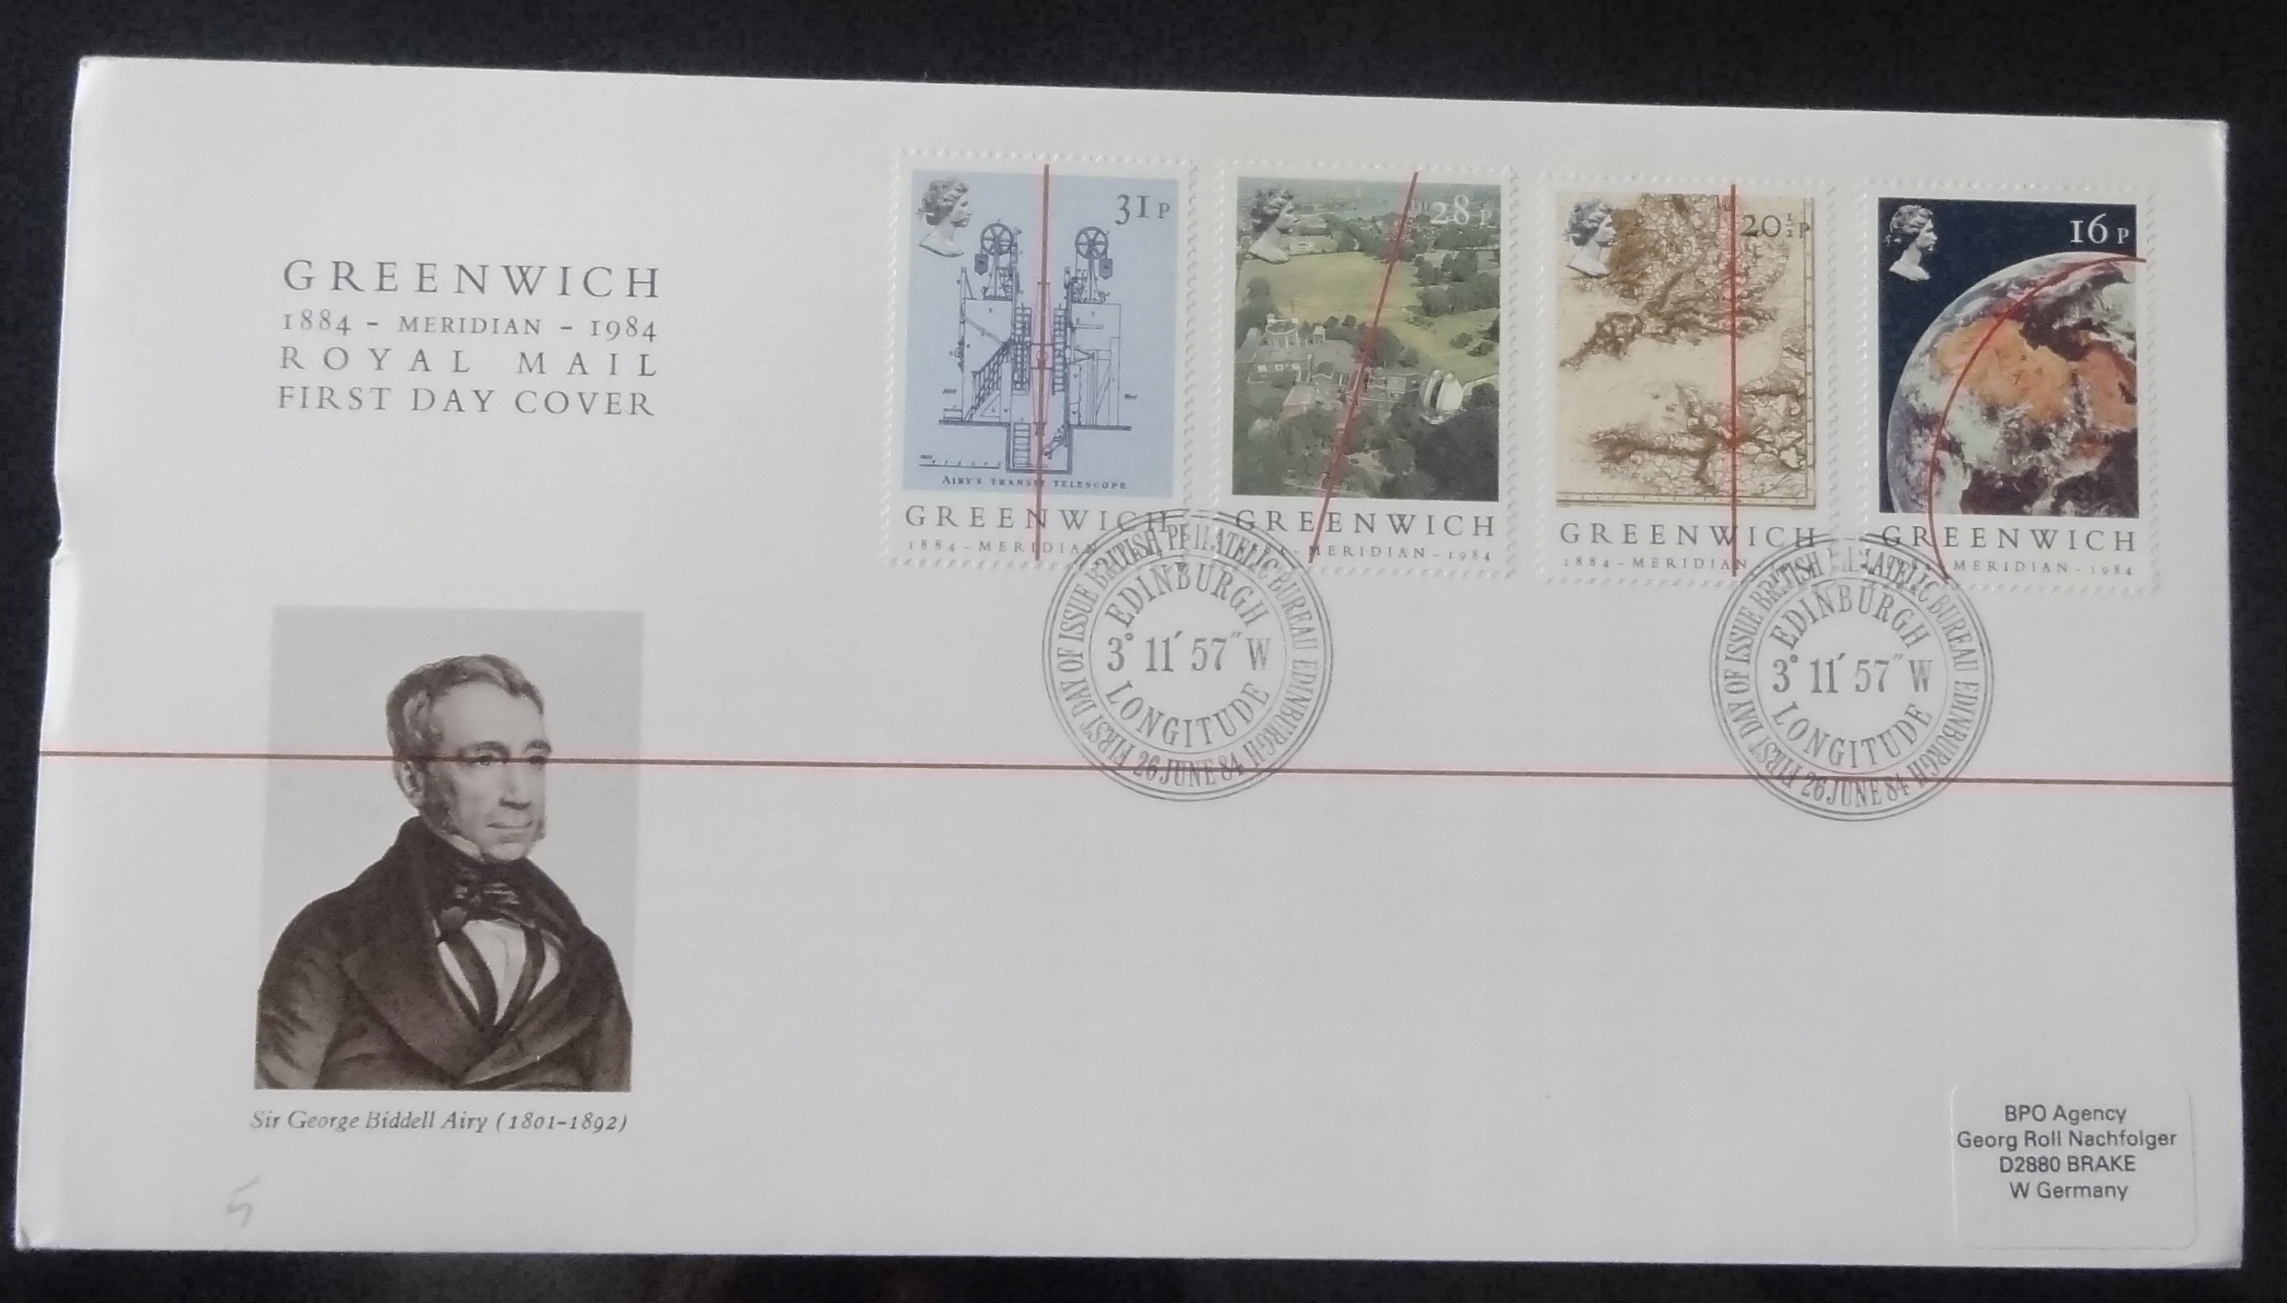 GREENWICH
1884 - MERIDIAN - 1984
ROYAL MAIL
FIRST DAY COVER
31P
AIRY'S TRANSIT TELESCOPE
GREENWICH
1884-MERIDIAN
28P
GREENWICH
MERIDIAN-1984
20½P
GREENWICH
1884-MERIDIAN
16P
GREENWICH
MERIDIAN-1984
FIRST DAY OF ISSUE BRITISH PHILATELIC BUREAU EDINBURGH
26 JUNE 84
EDINBURGH
3° 11′ 57″ W
LONGITUDE
FIRST DAY OF ISSUE BRITISH PHILATELIC BUREAU EDINBURGH
26 JUNE 84
EDINBURGH
3° 11′ 57″ W
LONGITUDE
Sir George Biddell Airy (1801-1892)
5
BPO Agency
Georg Roll Nachfolger
D2880 BRAKE
W Germany